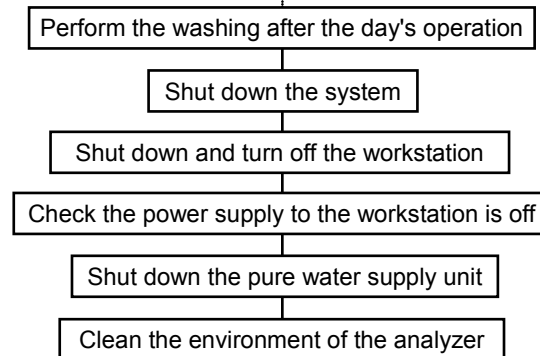 Perform the washing after the day's operation
Shut down the system
Shut down and turn off the workstation
Check the power supply to the workstation is off
Shut down the pure water supply unit
Clean the environment of the analyzer